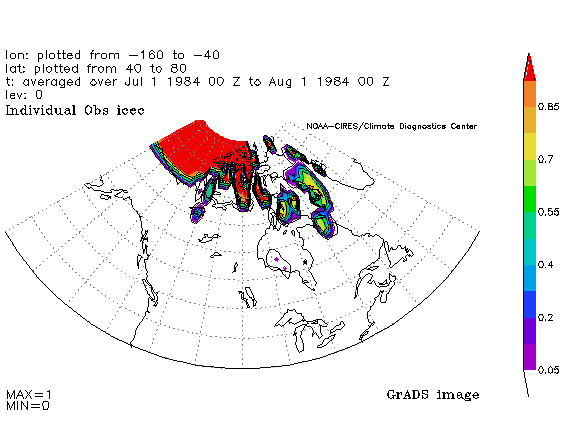 lon: plotted from −160 to −40
lat: plotted from 40 to 80
t: averaged over Jul 1 1984 00 Z to Aug 1 1984 00 Z
lev: 0
Individual Obs icec
NOAA−CIRES/Climate Diagnostics Center
0.85
0.7
0.55
0.4
0.2
0.05
MAX=1
MIN=0
GrADS image